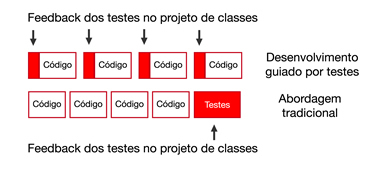 Feedback dos testes no projeto de classes
Código Código Código Código
Desenvolvimento
guiado por testes
Código Código Código Código Testes
Abordagem
tradicional
Feedback dos testes no projeto de classes